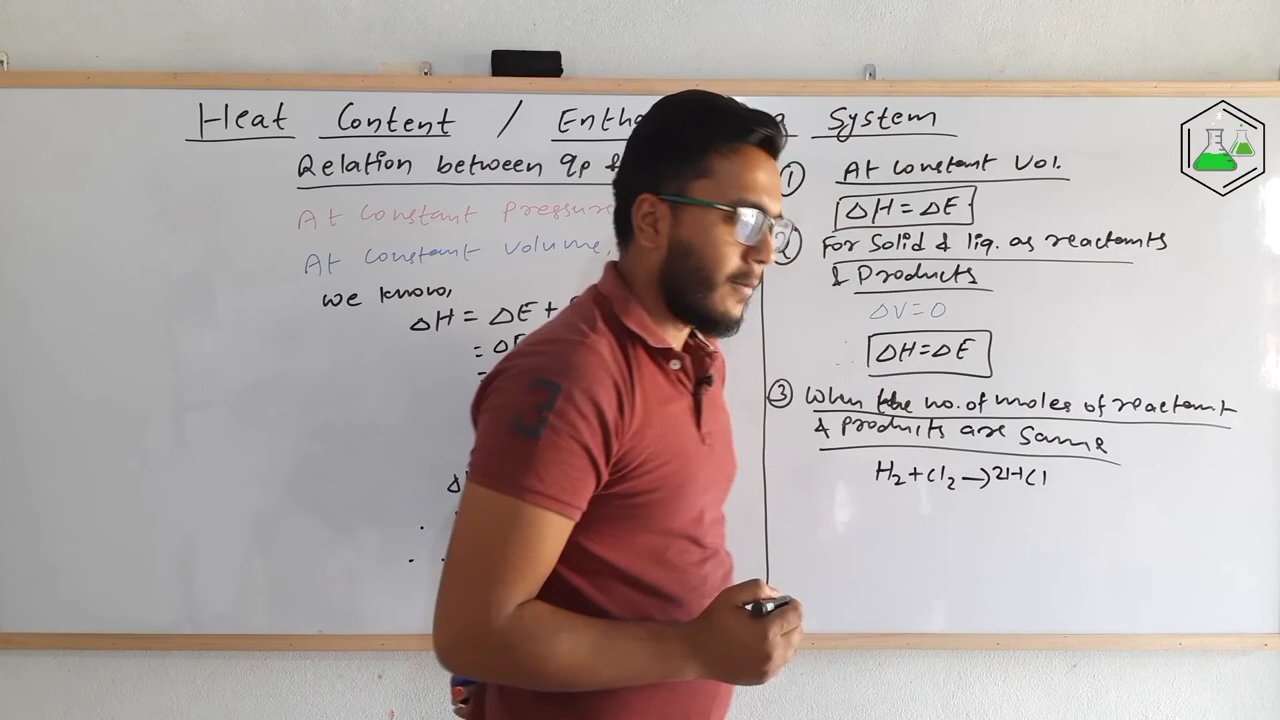 Heat Content / Entha System
Relation between qp &
At Constant Pressure
At Constant Volume,
we know,
ΔH = ΔE +
= ΔE
=
Δ
① At Constant Vol.
ΔH = ΔE
② For Solid & liq. as reactants
& Products
ΔV = 0
ΔH = ΔE
③ When the no. of moles of reactant
& Products are Same
H₂ + Cl₂ → 2HCl
3